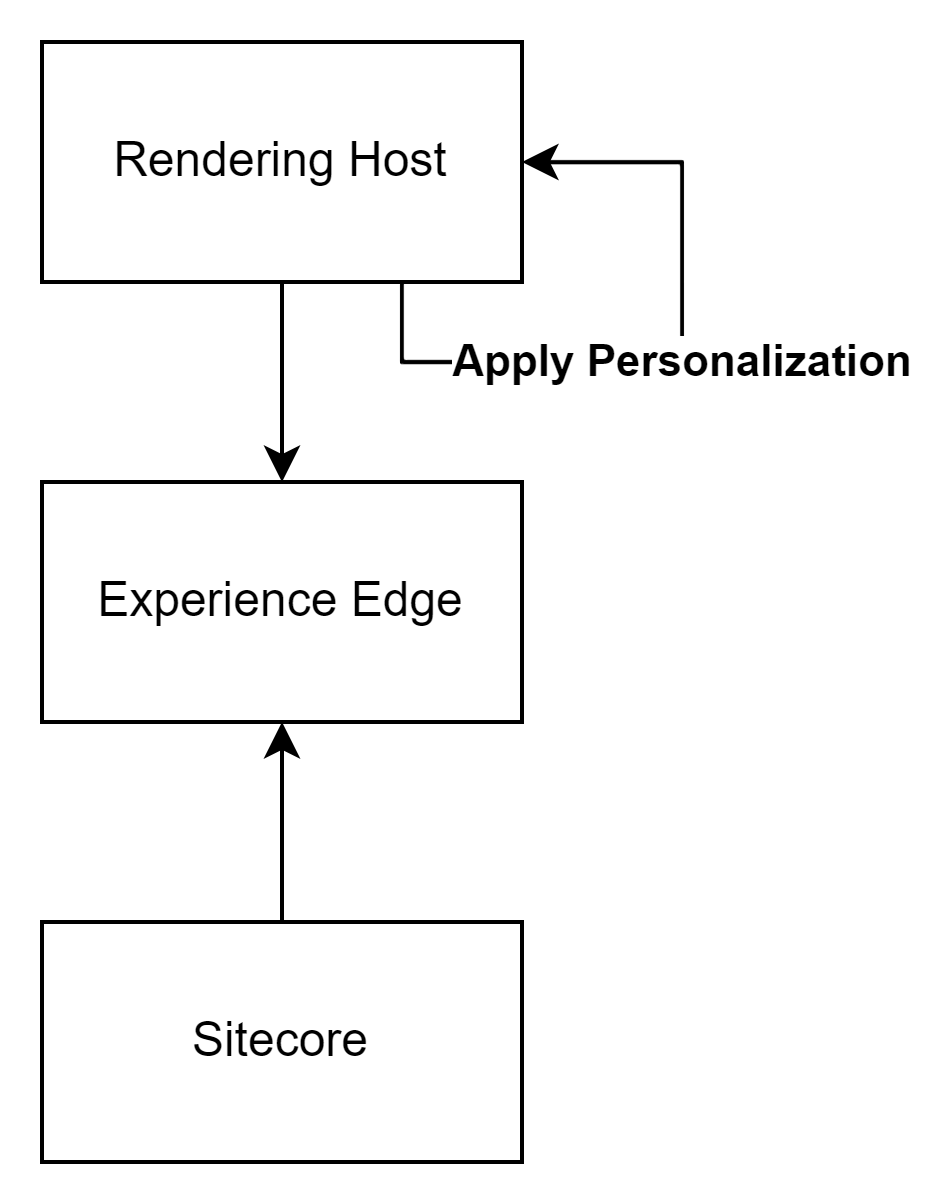 Rendering Host
Apply Personalization
Experience Edge
Sitecore